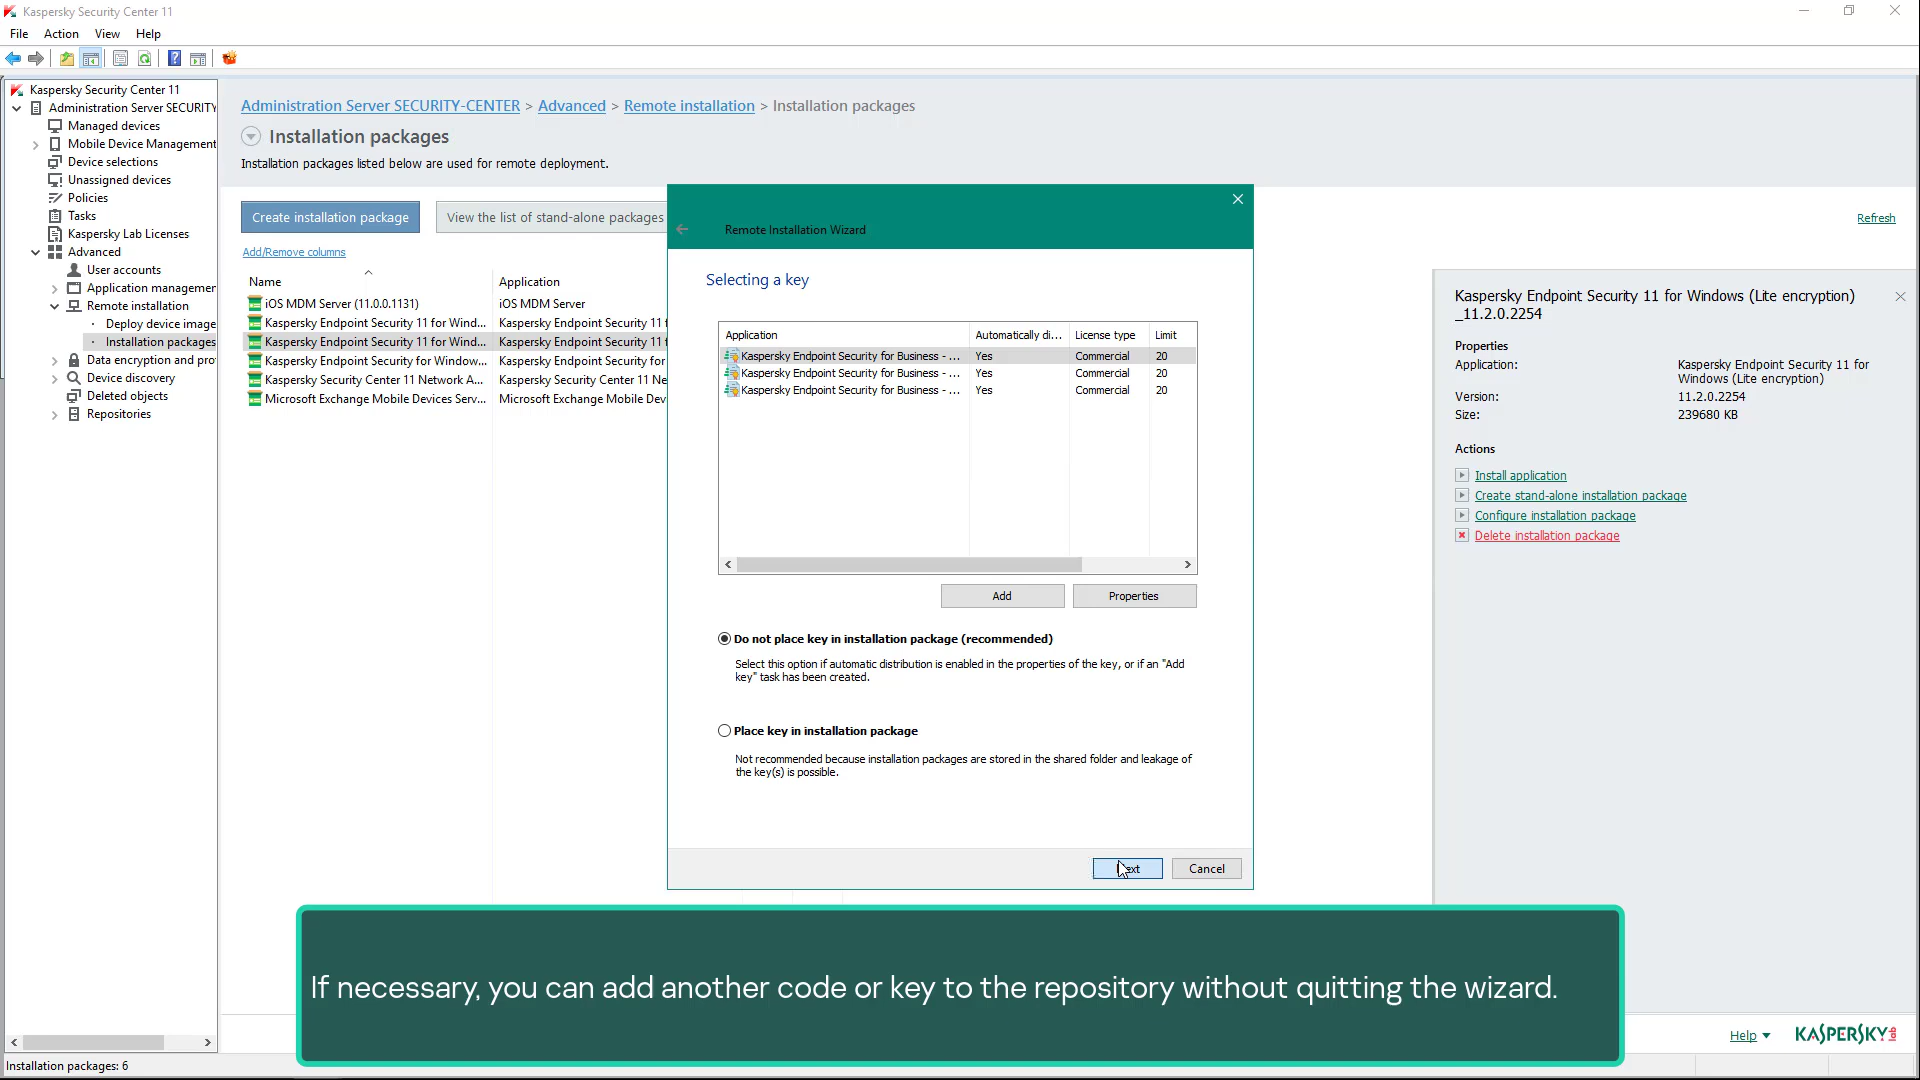 Kaspersky Security Center 11
File Action View Help
Kaspersky Security Center 11
Administration Server SECURITY
Managed devices
Mobile Device Management
Device selections
Unassigned devices
Policies
Tasks
Kaspersky Lab Licenses
Advanced
User accounts
Application managemen
Remote installation
Deploy device image
Installation packages
Data encryption and pro
Device discovery
Deleted objects
Repositories
Administration Server SECURITY-CENTER > Advanced > Remote installation > Installation packages
Installation packages
Installation packages listed below are used for remote deployment.
Create installation package
View the list of stand-alone packages
Refresh
Add/Remove columns
Name Application
iOS MDM Server (11.0.0.1131) iOS MDM Server
Kaspersky Endpoint Security 11 for Wind... Kaspersky Endpoint Security 11 f
Kaspersky Endpoint Security 11 for Wind... Kaspersky Endpoint Security 11 f
Kaspersky Endpoint Security for Window... Kaspersky Endpoint Security for
Kaspersky Security Center 11 Network A... Kaspersky Security Center 11 Ne
Microsoft Exchange Mobile Devices Serv... Microsoft Exchange Mobile Dev
Remote Installation Wizard
Selecting a key
Application Automatically di... License type Limit
Kaspersky Endpoint Security for Business - ... Yes Commercial 20
Kaspersky Endpoint Security for Business - ... Yes Commercial 20
Kaspersky Endpoint Security for Business - ... Yes Commercial 20
Add Properties
Do not place key in installation package (recommended)
Select this option if automatic distribution is enabled in the properties of the key, or if an "Add
key" task has been created.
Place key in installation package
Not recommended because installation packages are stored in the shared folder and leakage of
the key(s) is possible.
Cancel
Kaspersky Endpoint Security 11 for Windows (Lite encryption)
_11.2.0.2254
Properties
Application: Kaspersky Endpoint Security 11 for
Windows (Lite encryption)
Version: 11.2.0.2254
Size: 239680 KB
Actions
Install application
Create stand-alone installation package
Configure installation package
Delete installation package
If necessary, you can add another code or key to the repository without quitting the wizard.
Help
KASPERSKY lab
Installation packages: 6